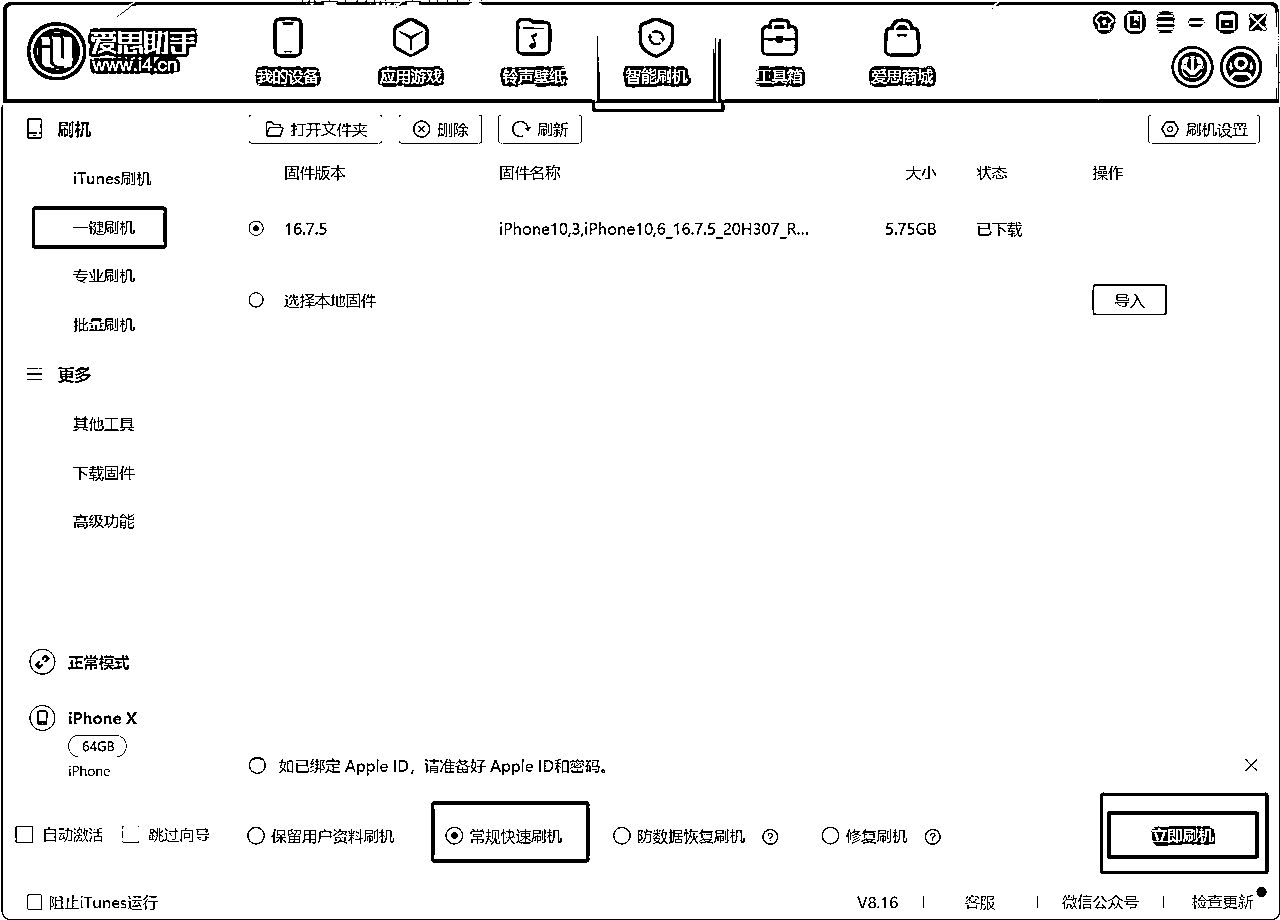 爱思助手
www.i4.cn
我的设备 应用游戏 铃声壁纸 智能刷机 工具箱 爱思商城
刷机 打开文件夹 删除 刷新 刷机设置
固件版本 固件名称 大小 状态 操作
iTunes刷机
一键刷机 16.7.5 iPhone10,3,iPhone10,6_16.7.5_20H307_R... 5.75GB 已下载
专业刷机
选择本地固件 导入
批量刷机
更多
其他工具
下载固件
高级功能
正常模式
iPhone X
64GB
iPhone
如已绑定 Apple ID，请准备好 Apple ID和密码。
自动激活 跳过向导 保留用户资料刷机 常规快速刷机 防数据恢复刷机 修复刷机 立即刷机
阻止iTunes运行 V8.16 客服 微信公众号 检查更新